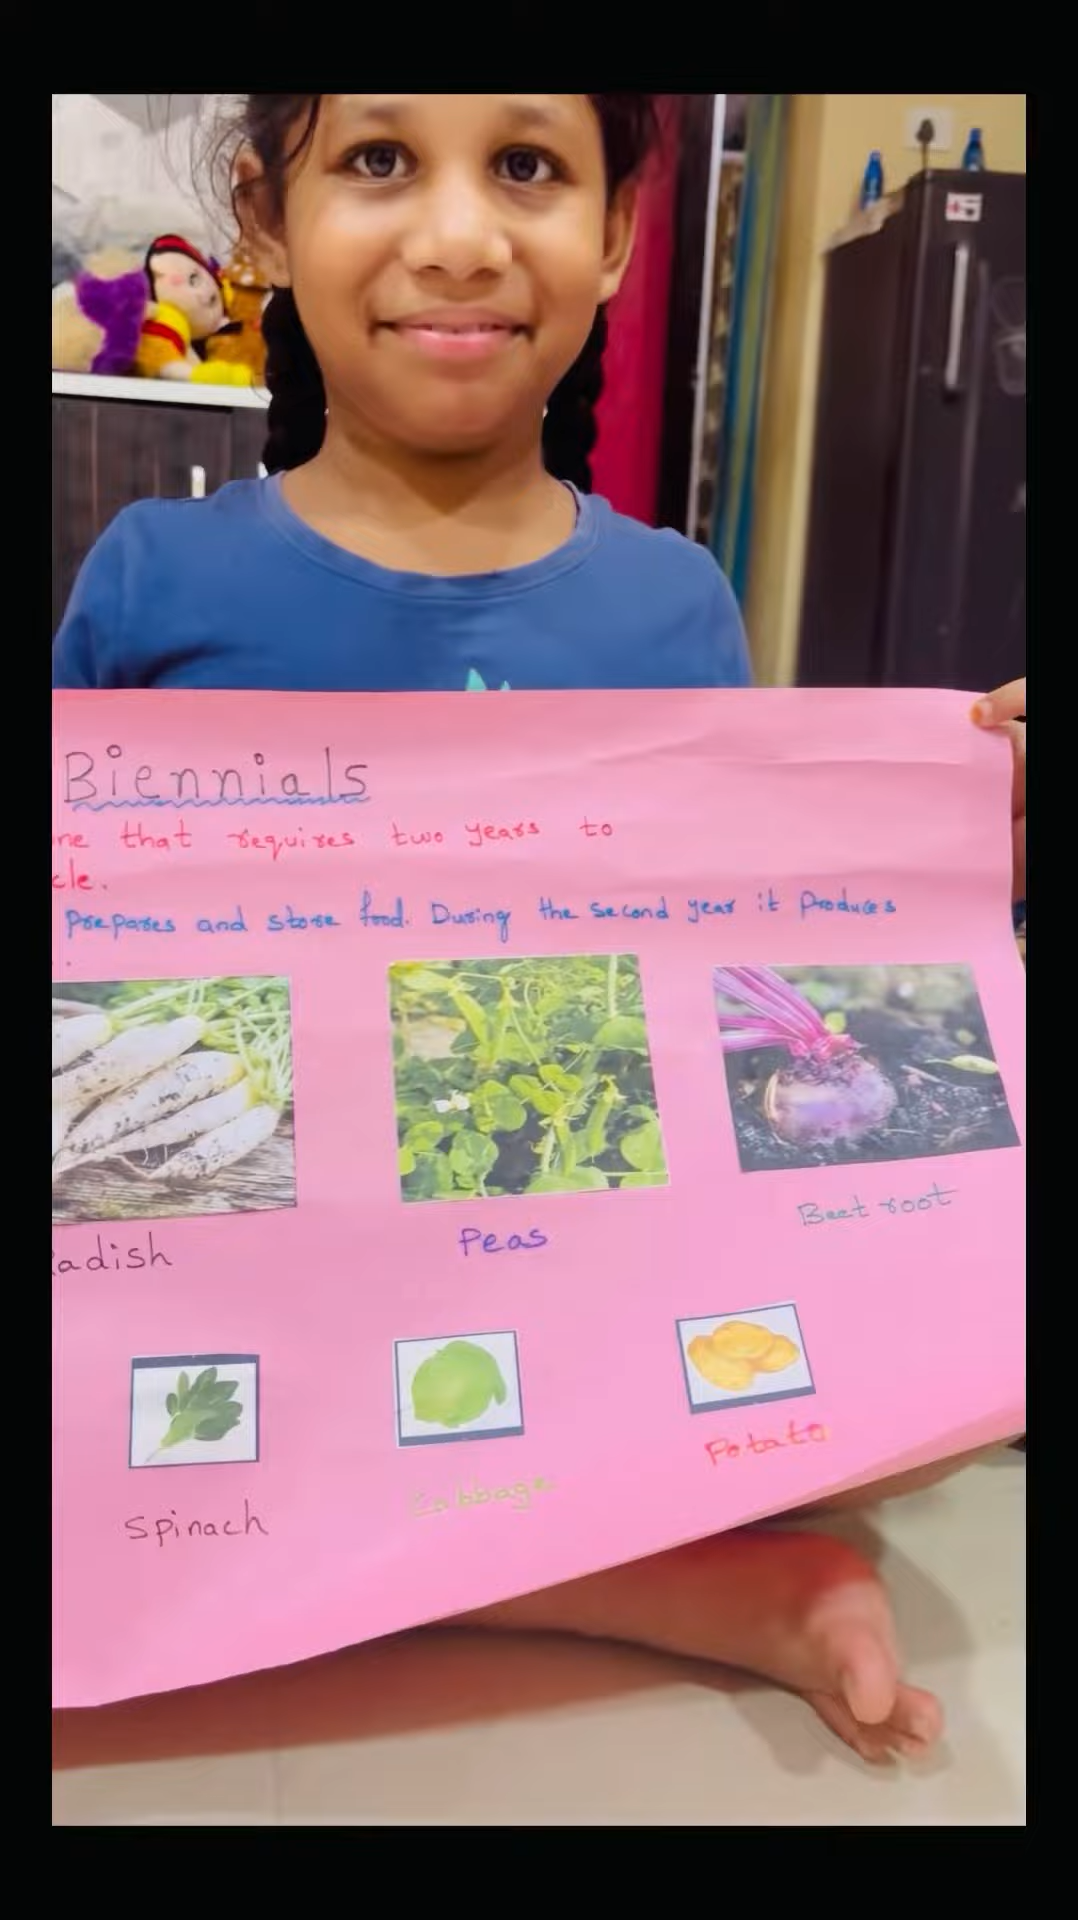 Biennials
ne that requires two years to
cle.
prepares and store food. During the second year it produces
.
adish
Peas
Beet root
Spinach
Cabbage
Potato